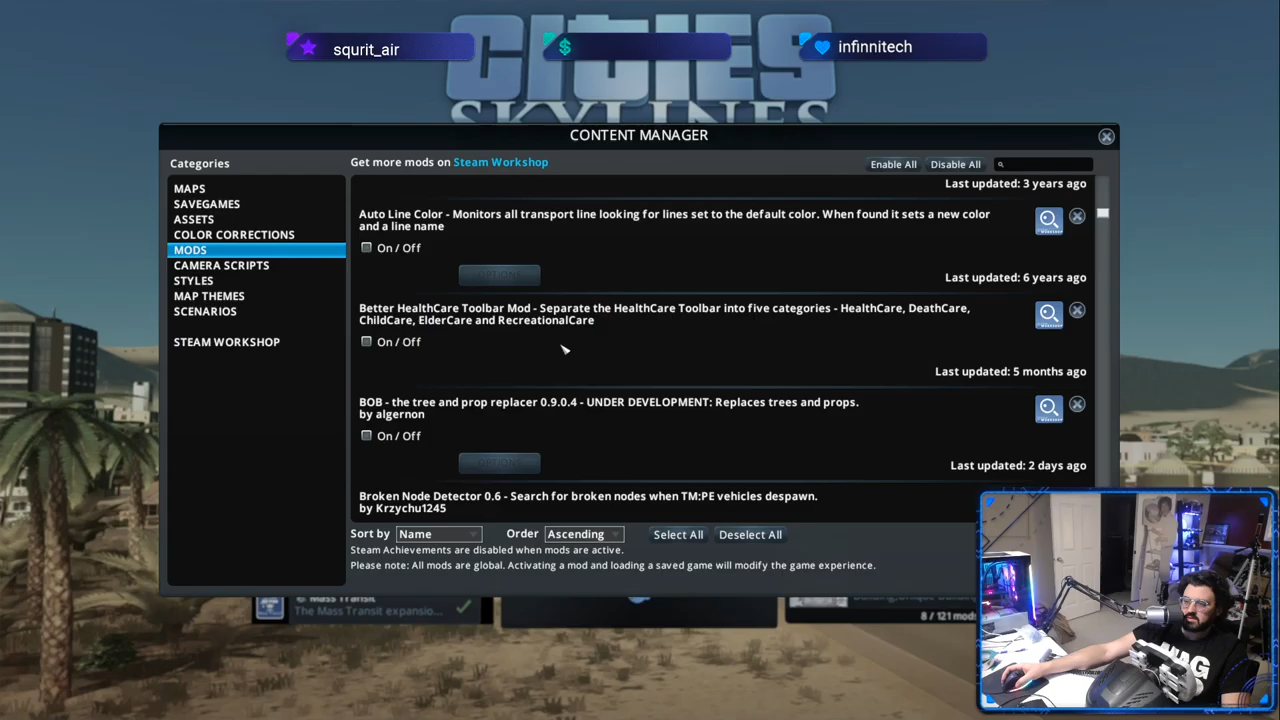 squrit_air
$
infinnitech
CITIES
SKYLINES
CONTENT MANAGER
Categories
Get more mods on Steam Workshop
Enable All
Disable All
MAPS
SAVEGAMES
ASSETS
COLOR CORRECTIONS
MODS
CAMERA SCRIPTS
STYLES
MAP THEMES
SCENARIOS
STEAM WORKSHOP
Last updated: 3 years ago
Auto Line Color - Monitors all transport line looking for lines set to the default color. When found it sets a new color
and a line name
On / Off
OPTIONS
Last updated: 6 years ago
Better HealthCare Toolbar Mod - Separate the HealthCare Toolbar into five categories - HealthCare, DeathCare,
ChildCare, ElderCare and RecreationalCare
On / Off
Last updated: 5 months ago
BOB - the tree and prop replacer 0.9.0.4 - UNDER DEVELOPMENT: Replaces trees and props.
by algernon
On / Off
OPTIONS
Last updated: 2 days ago
Broken Node Detector 0.6 - Search for broken nodes when TM:PE vehicles despawn.
by Krzychu1245
Sort by Name Order Ascending Select All Deselect All
Steam Achievements are disabled when mods are active.
Please note: All mods are global. Activating a mod and loading a saved game will modify the game experience.
Mass Transit
The Mass Transit expansio...
8 / 121 mods